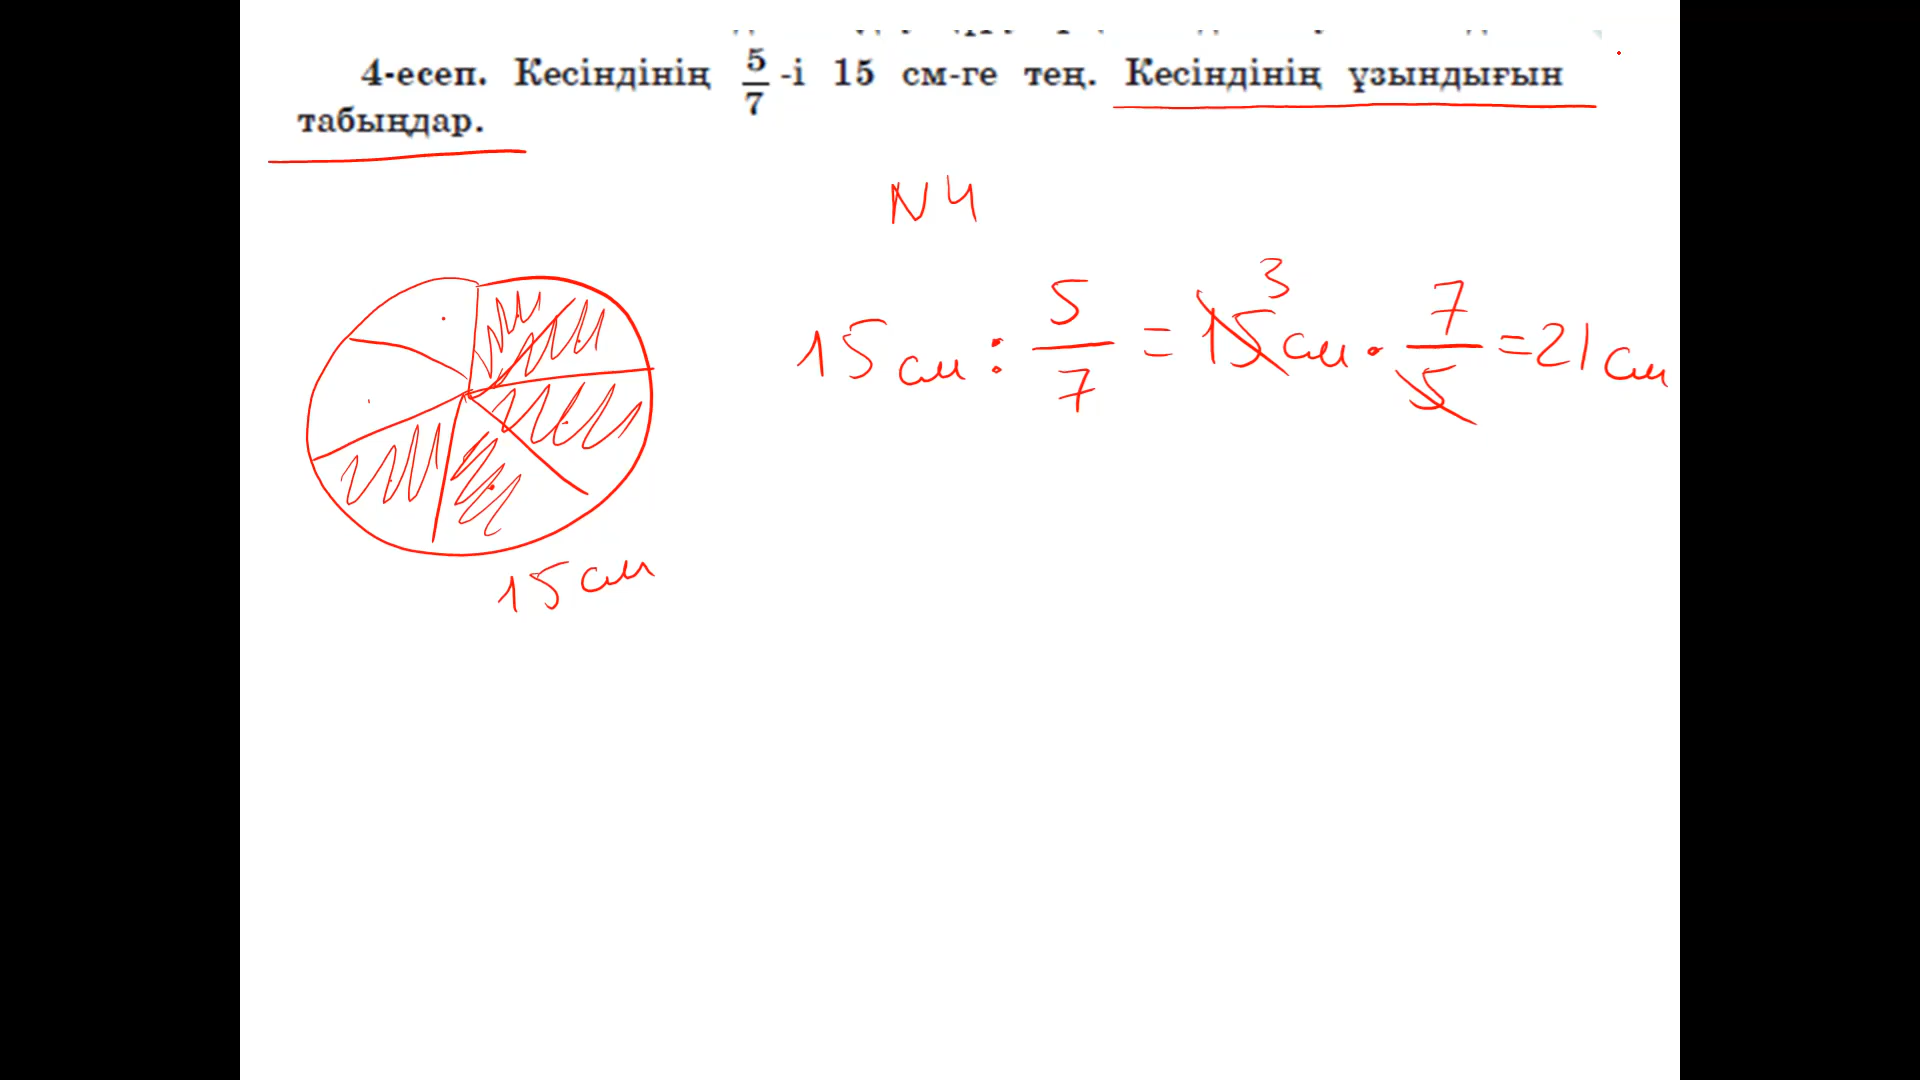 4-есеп. Кесіндінің 5/7 -і 15 см-ге тең. Кесіндінің ұзындығын
табыңдар.
N4
15 см : 5/7 = 15 см · 7/5 = 21 см
3
15 см